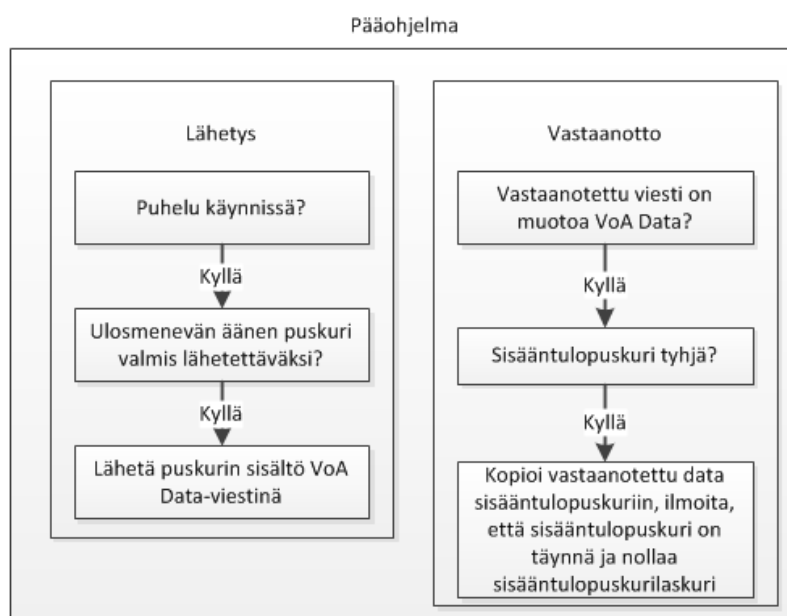 Pääohjelma
Lähetys
Puhelu käynnissä?
Kyllä
Ulosmenevän äänen puskuri
valmis lähetettäväksi?
Kyllä
Lähetä puskurin sisältö VoA
Data-viestinä
Vastaanotto
Vastaanotettu viesti on
muotoa VoA Data?
Kyllä
Sisääntulopuskuri tyhjä?
Kyllä
Kopioi vastaanotettu data
sisääntulopuskuriin, ilmoita,
että sisääntulopuskuri on
täynnä ja nollaa
sisääntulopuskurilaskuri